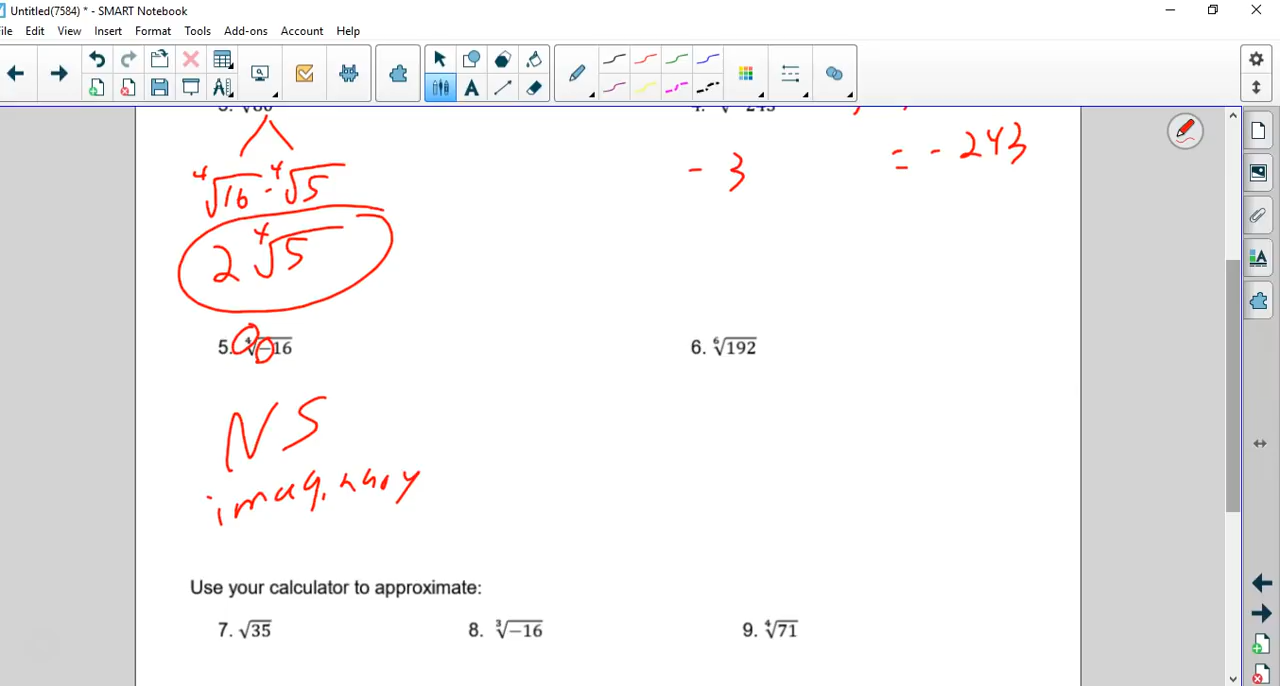 Untitled(7584) * - SMART Notebook
File Edit View Insert Format Tools Add-ons Account Help
= - 243
- 3
⁴√16 · ⁴√5
2 ⁴√5
5. ⁴√−16
6. ⁶√192
NS
imaginary
Use your calculator to approximate:
7. √35
8. ³√−16
9. ⁴√71